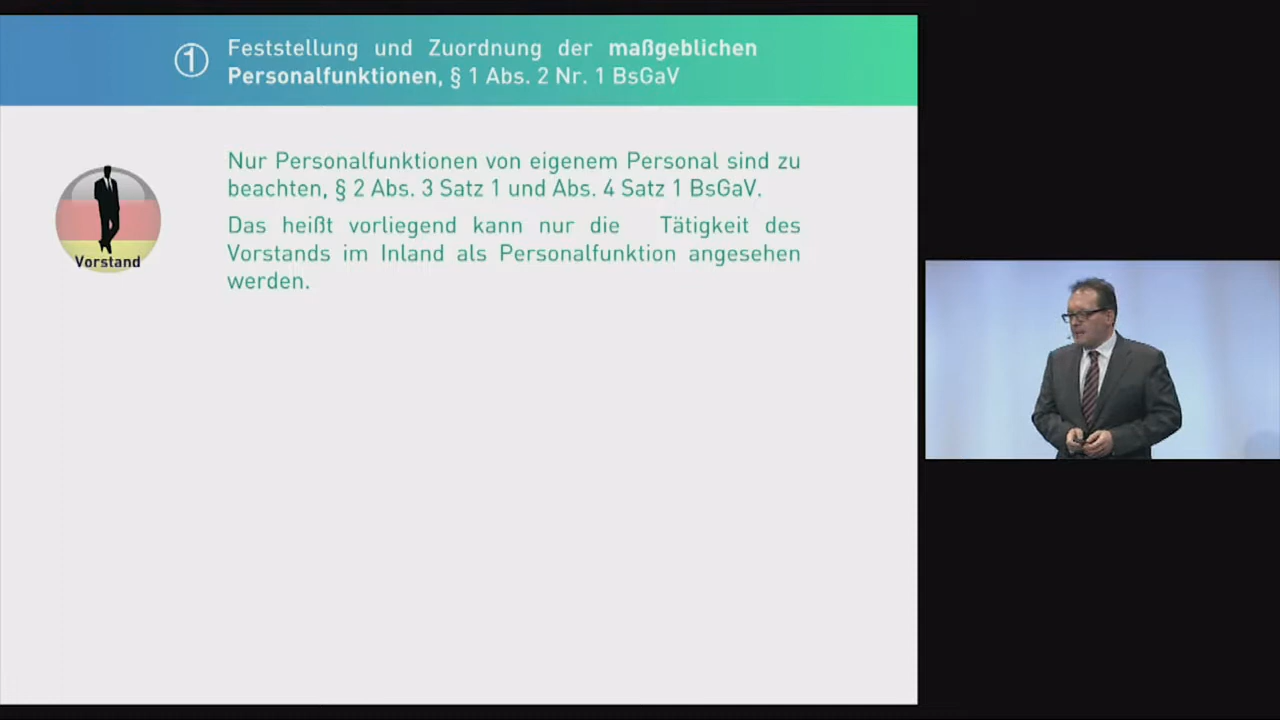 ① Feststellung und Zuordnung der maßgeblichen
Personalfunktionen, § 1 Abs. 2 Nr. 1 BsGaV
Nur Personalfunktionen von eigenem Personal sind zu
beachten, § 2 Abs. 3 Satz 1 und Abs. 4 Satz 1 BsGaV.
Das heißt vorliegend kann nur die Tätigkeit des
Vorstands im Inland als Personalfunktion angesehen
werden.
Vorstand